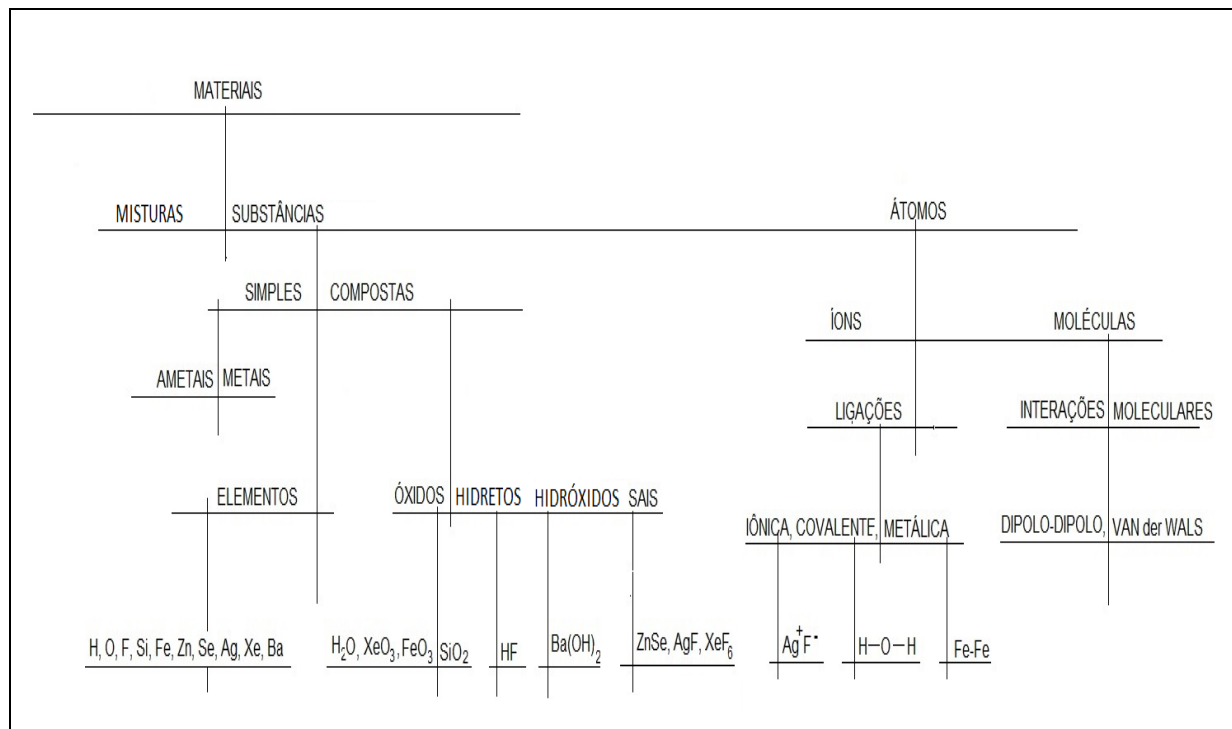 MATERIAIS
MISTURAS SUBSTÂNCIAS ÁTOMOS
SIMPLES COMPOSTAS
ÍONS MOLÉCULAS
AMETAIS METAIS
LIGAÇÕES INTERAÇÕES MOLECULARES
ELEMENTOS ÓXIDOS HIDRETOS HIDRÓXIDOS SAIS
IÔNICA, COVALENTE, METÁLICA DIPOLO-DIPOLO, VAN der WALS
H, O, F, Si, Fe, Zn, Se, Ag, Xe, Ba H₂O, XeO₃, FeO₃ SiO₂ HF Ba(OH)₂ ZnSe, AgF, XeF₆ Ag⁺F⁻ H—O—H Fe-Fe